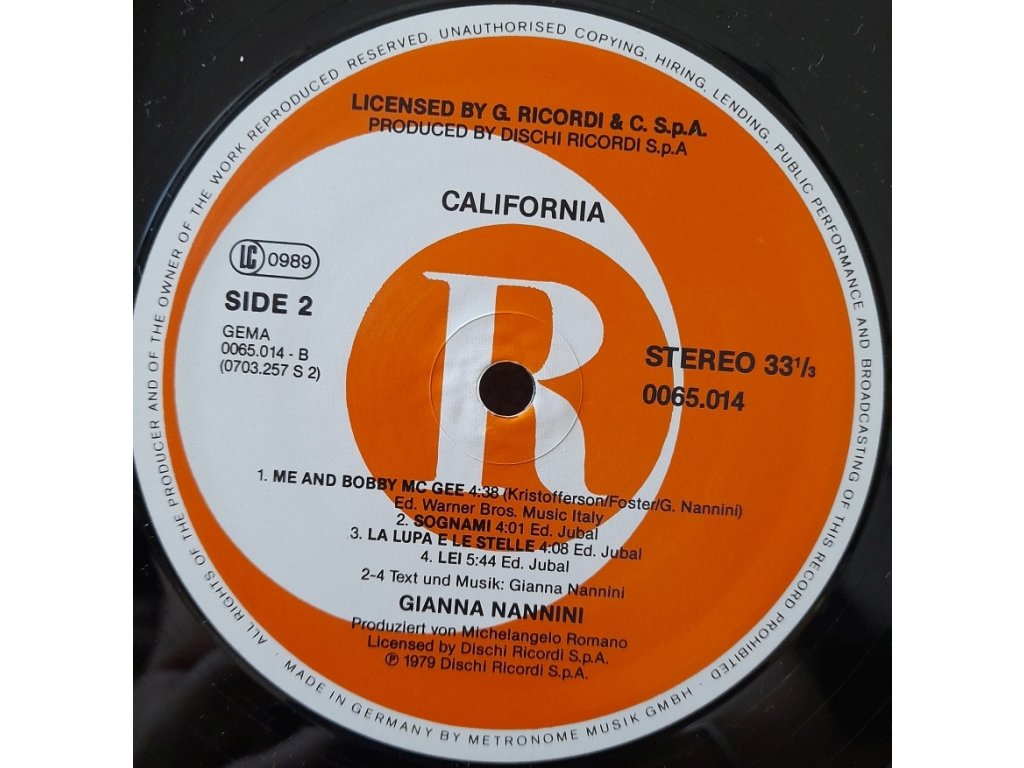 ALL RIGHTS OF THE PRODUCER AND OF THE OWNER OF THE WORK REPRODUCED RESERVED. UNAUTHORISED COPYING, HIRING, LENDING, PUBLIC PERFORMANCE AND BROADCASTING OF THIS RECORD PROHIBITED · MADE IN GERMANY BY METRONOME MUSIK GMBH ·
LICENSED BY G. RICORDI & C. S.p.A.
PRODUCED BY DISCHI RICORDI S.p.A
CALIFORNIA
LC 0989
SIDE 2
GEMA
0065.014 - B
(0703.257 S 2)
R
STEREO 33⅓
0065.014
1. ME AND BOBBY MC GEE 4:38 (Kristofferson/Foster/G. Nannini)
Ed. Warner Bros. Music Italy
2. SOGNAMI 4:01 Ed. Jubal
3. LA LUPA E LE STELLE 4:08 Ed. Jubal
4. LEI 5:44 Ed. Jubal
2-4 Text und Musik: Gianna Nannini
GIANNA NANNINI
Produziert von Michelangelo Romano
Licensed by Dischi Ricordi S.p.A.
℗ 1979 Dischi Ricordi S.p.A.